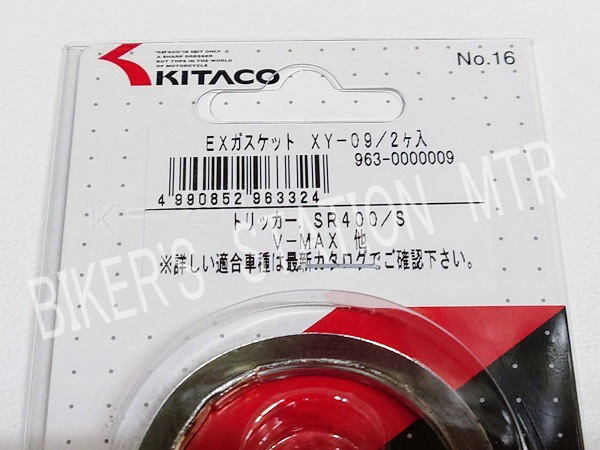 "KITACO" IS NOT ONLY
A SHARP DRESSER
BUT TOPS IN THE WORLD
OF MOTORCYCLE
KITACO
No.16
EXガスケット XY-09/2ヶ入
963-0000009
4 990852 963324
トリッカー, SR400/S
V-MAX 他
※詳しい適合車種は最新カタログでご確認下さい。
BIKER'S STATION MTR